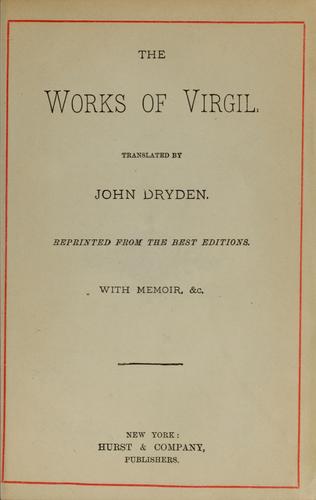 THE
WORKS OF VIRGIL.
TRANSLATED BY
JOHN DRYDEN.
REPRINTED FROM THE BEST EDITIONS.
WITH MEMOIR, &c.
NEW YORK:
HURST & COMPANY,
PUBLISHERS.